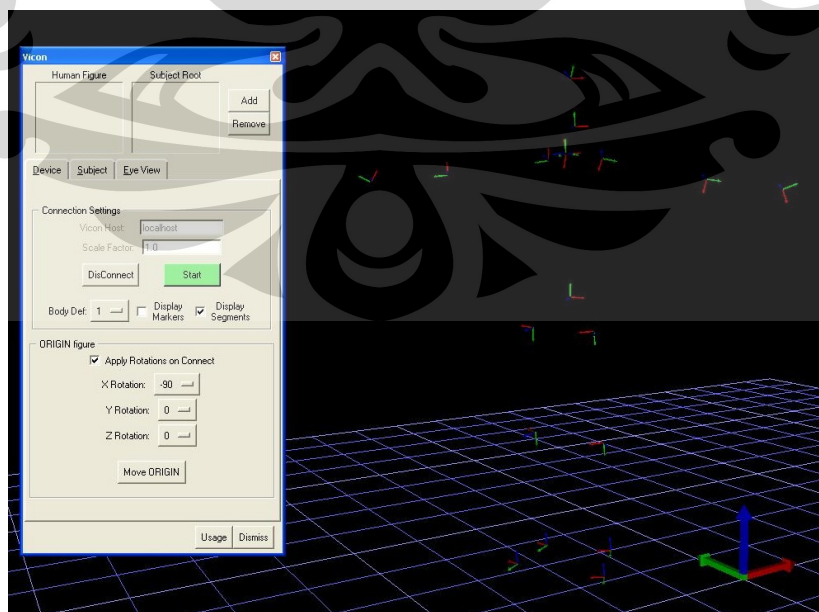 Vicon
Human Figure Subject Root
Add
Remove
Device Subject Eye View
Connection Settings
Vicon Host: localhost
Scale Factor: 1.0
DisConnect Start
Body Def: 1 Display Markers Display Segments
ORIGIN figure
Apply Rotations on Connect
X Rotation: -90
Y Rotation: 0
Z Rotation: 0
Move ORIGIN
Usage Dismiss